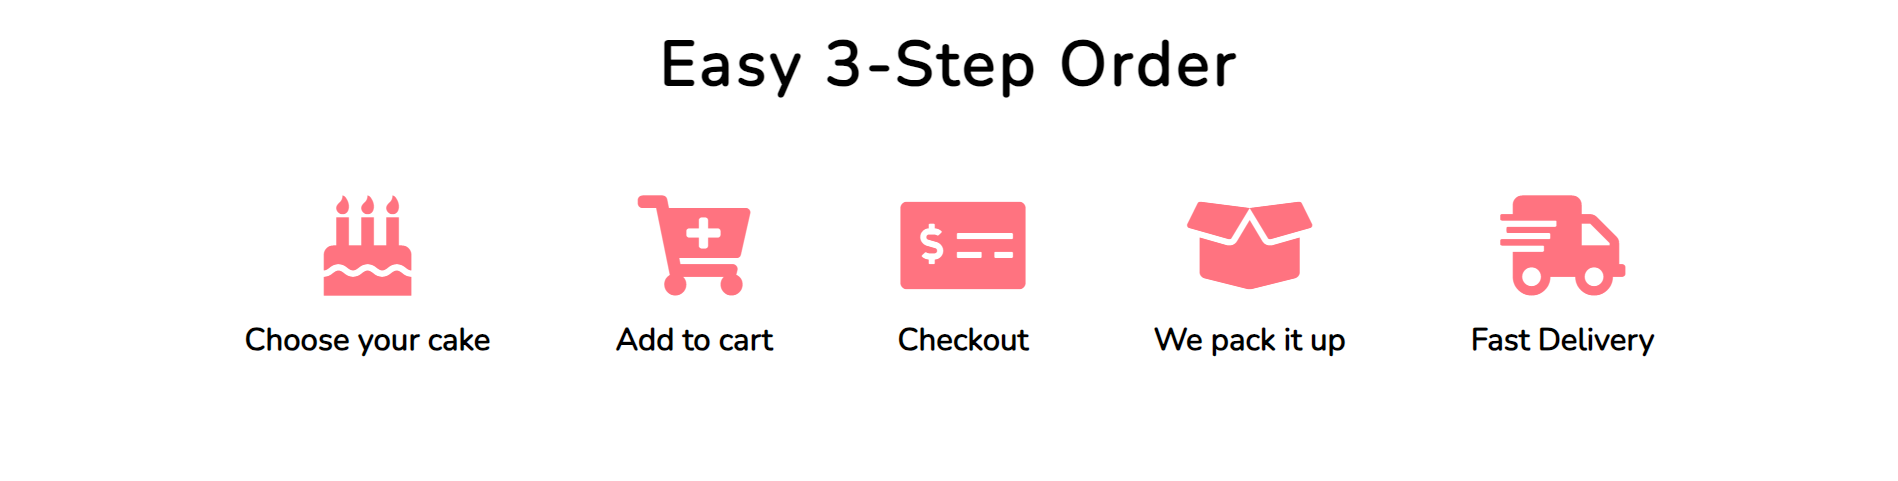 Easy 3-Step Order
$
Choose your cake
Add to cart
Checkout
We pack it up
Fast Delivery